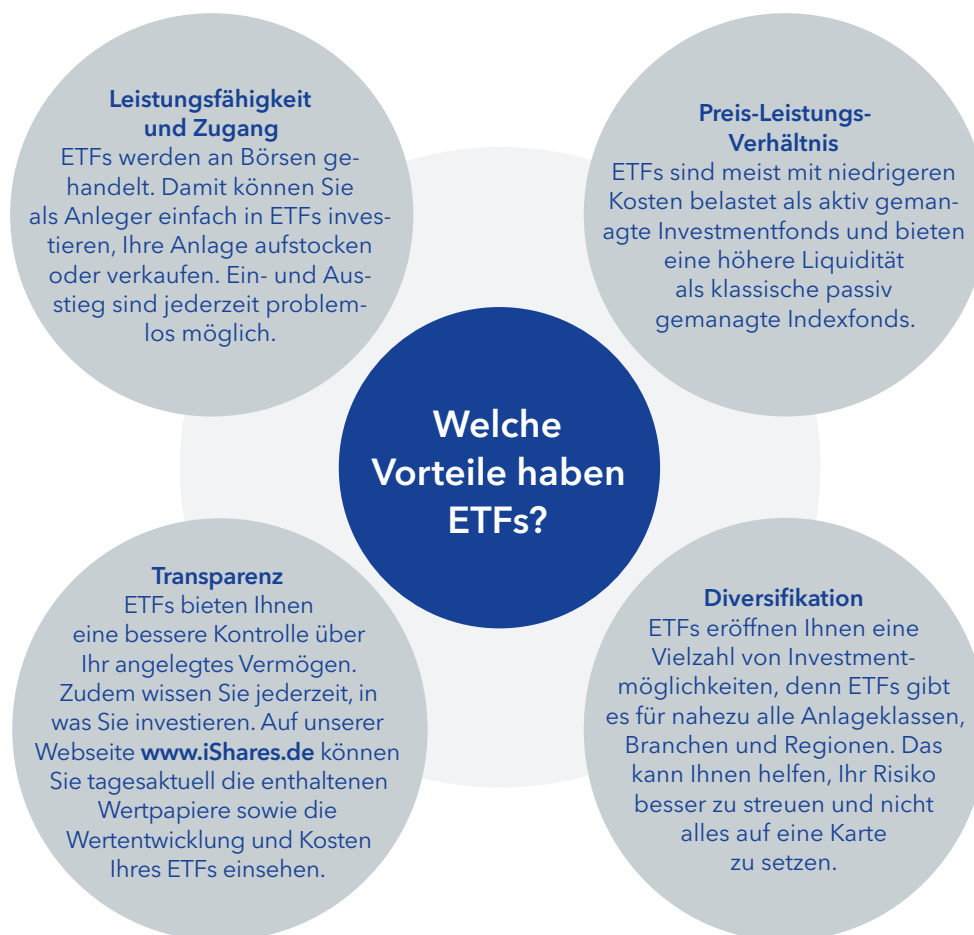 Leistungsfähigkeit
und Zugang
ETFs werden an Börsen ge-
handelt. Damit können Sie
als Anleger einfach in ETFs inves-
tieren, Ihre Anlage aufstocken
oder verkaufen. Ein- und Aus-
stieg sind jederzeit problem-
los möglich.
Preis-Leistungs-
Verhältnis
ETFs sind meist mit niedrigeren
Kosten belastet als aktiv geman-
agte Investmentfonds und bieten
eine höhere Liquidität
als klassische passiv
gemanagte Indexfonds.
Welche
Vorteile haben
ETFs?
Transparenz
ETFs bieten Ihnen
eine bessere Kontrolle über
Ihr angelegtes Vermögen.
Zudem wissen Sie jederzeit, in
was Sie investieren. Auf unserer
Webseite www.iShares.de können
Sie tagesaktuell die enthaltenen
Wertpapiere sowie die
Wertentwicklung und Kosten
Ihres ETFs einsehen.
Diversifikation
ETFs eröffnen Ihnen eine
Vielzahl von Investment-
möglichkeiten, denn ETFs gibt
es für nahezu alle Anlageklassen,
Branchen und Regionen. Das
kann Ihnen helfen, Ihr Risiko
besser zu streuen und nicht
alles auf eine Karte
zu setzen.